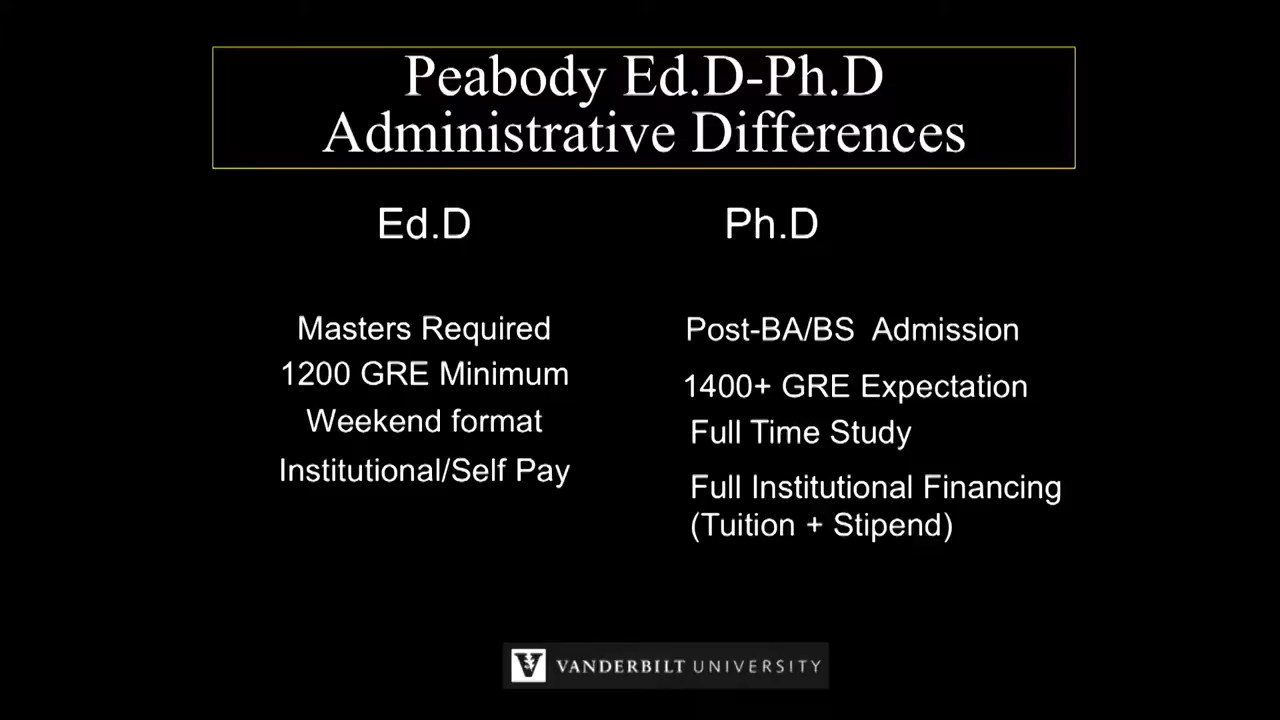 Peabody Ed.D-Ph.D
Administrative Differences
Ed.D
Masters Required
1200 GRE Minimum
Weekend format
Institutional/Self Pay
Ph.D
Post-BA/BS Admission
1400+ GRE Expectation
Full Time Study
Full Institutional Financing
(Tuition + Stipend)
V VANDERBILT UNIVERSITY